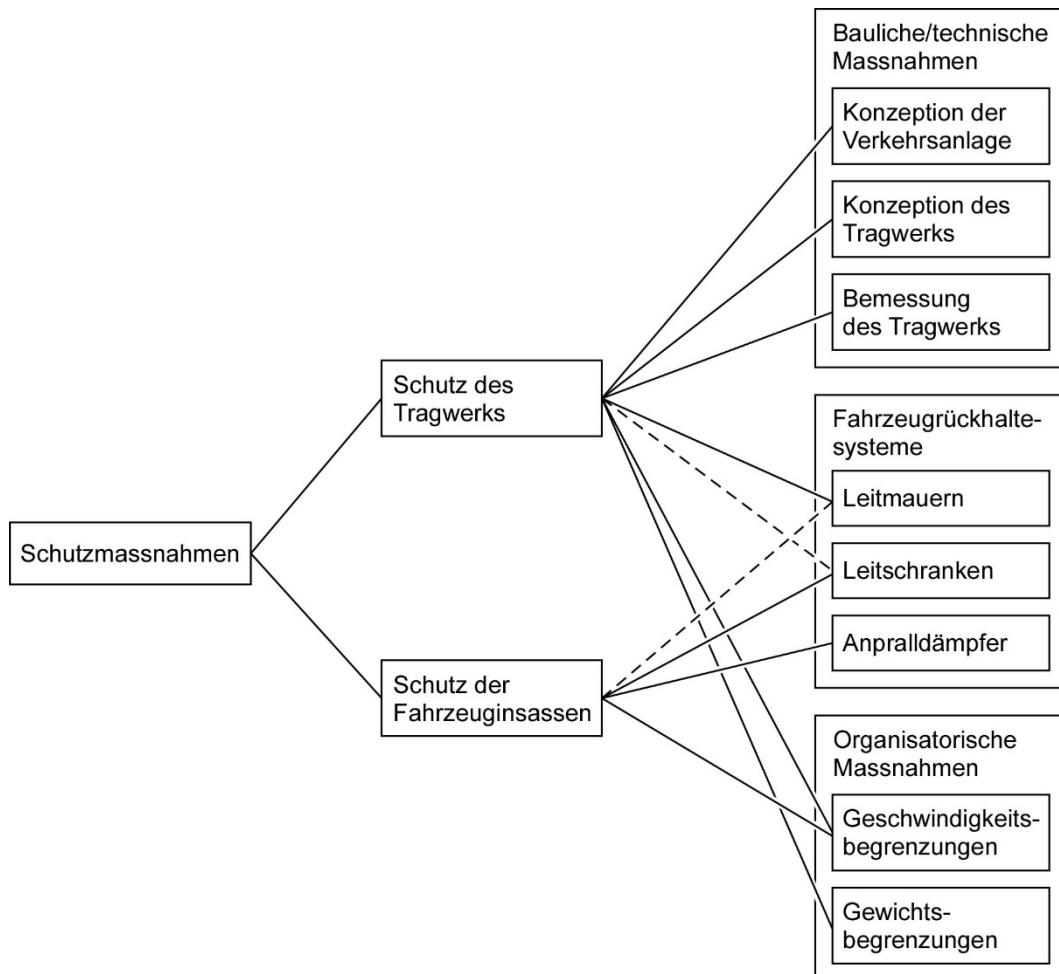 Schutzmassnahmen
Schutz des
Tragwerks
Schutz der
Fahrzeuginsassen
Bauliche/technische
Massnahmen
Konzeption der
Verkehrsanlage
Konzeption des
Tragwerks
Bemessung
des Tragwerks
Fahrzeugrückhalte-
systeme
Leitmauern
Leitschranken
Anpralldämpfer
Organisatorische
Massnahmen
Geschwindigkeits-
begrenzungen
Gewichts-
begrenzungen